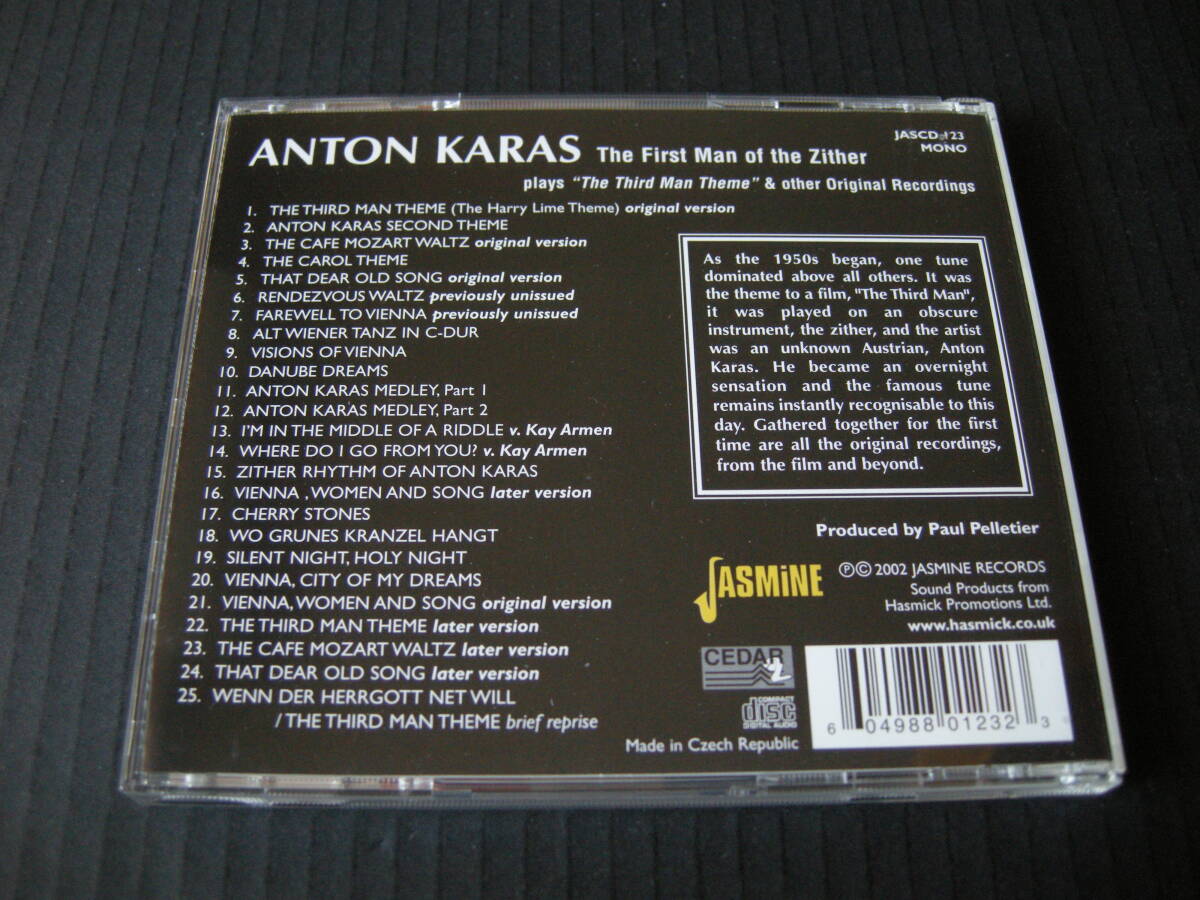 ANTON KARAS The First Man of the Zither
JASCD 123
MONO
plays "The Third Man Theme" & other Original Recordings
1. THE THIRD MAN THEME (The Harry Lime Theme) original version
2. ANTON KARAS SECOND THEME
3. THE CAFE MOZART WALTZ original version
4. THE CAROL THEME
5. THAT DEAR OLD SONG original version
6. RENDEZVOUS WALTZ previously unissued
7. FAREWELL TO VIENNA previously unissued
8. ALT WIENER TANZ IN C-DUR
9. VISIONS OF VIENNA
10. DANUBE DREAMS
11. ANTON KARAS MEDLEY, Part 1
12. ANTON KARAS MEDLEY, Part 2
13. I'M IN THE MIDDLE OF A RIDDLE v. Kay Armen
14. WHERE DO I GO FROM YOU? v. Kay Armen
15. ZITHER RHYTHM OF ANTON KARAS
16. VIENNA , WOMEN AND SONG later version
17. CHERRY STONES
18. WO GRUNES KRANZEL HANGT
19. SILENT NIGHT, HOLY NIGHT
20. VIENNA, CITY OF MY DREAMS
21. VIENNA, WOMEN AND SONG original version
22. THE THIRD MAN THEME later version
23. THE CAFE MOZART WALTZ later version
24. THAT DEAR OLD SONG later version
25. WENN DER HERRGOTT NET WILL
/ THE THIRD MAN THEME brief reprise
As the 1950s began, one tune
dominated above all others. It was
the theme to a film, "The Third Man",
it was played on an obscure
instrument, the zither, and the artist
was an unknown Austrian, Anton
Karas. He became an overnight
sensation and the famous tune
remains instantly recognisable to this
day. Gathered together for the first
time are all the original recordings,
from the film and beyond.
Produced by Paul Pelletier
JASMiNE
℗© 2002 JASMINE RECORDS
Sound Products from
Hasmick Promotions Ltd.
www.hasmick.co.uk
CEDAR 2
COMPACT
disc
DIGITAL AUDIO
Made in Czech Republic
6 04988 01232 3